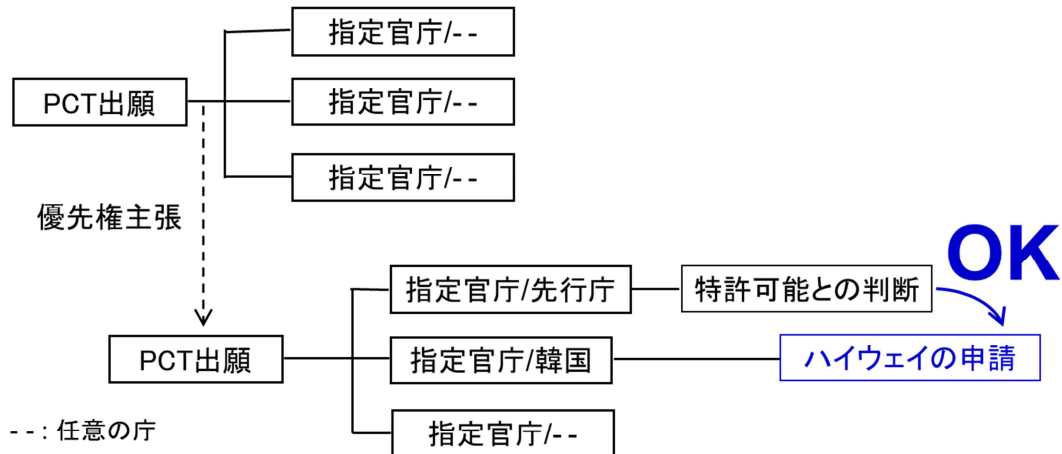 指定官庁/--
PCT出願
指定官庁/--
指定官庁/--
優先権主張
OK
指定官庁/先行庁
特許可能との判断
PCT出願
指定官庁/韓国
ハイウェイの申請
指定官庁/--
--: 任意の庁